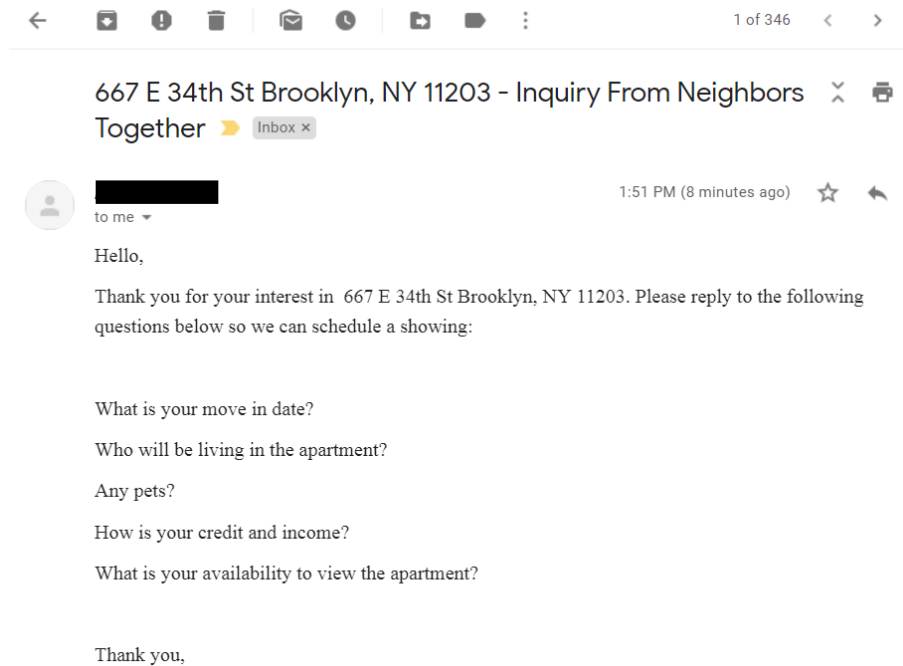 1 of 346
667 E 34th St Brooklyn, NY 11203 - Inquiry From Neighbors
Together Inbox ×
1:51 PM (8 minutes ago)
to me
Hello,
Thank you for your interest in  667 E 34th St Brooklyn, NY 11203. Please reply to the following
questions below so we can schedule a showing:
What is your move in date?
Who will be living in the apartment?
Any pets?
How is your credit and income?
What is your availability to view the apartment?
Thank you,